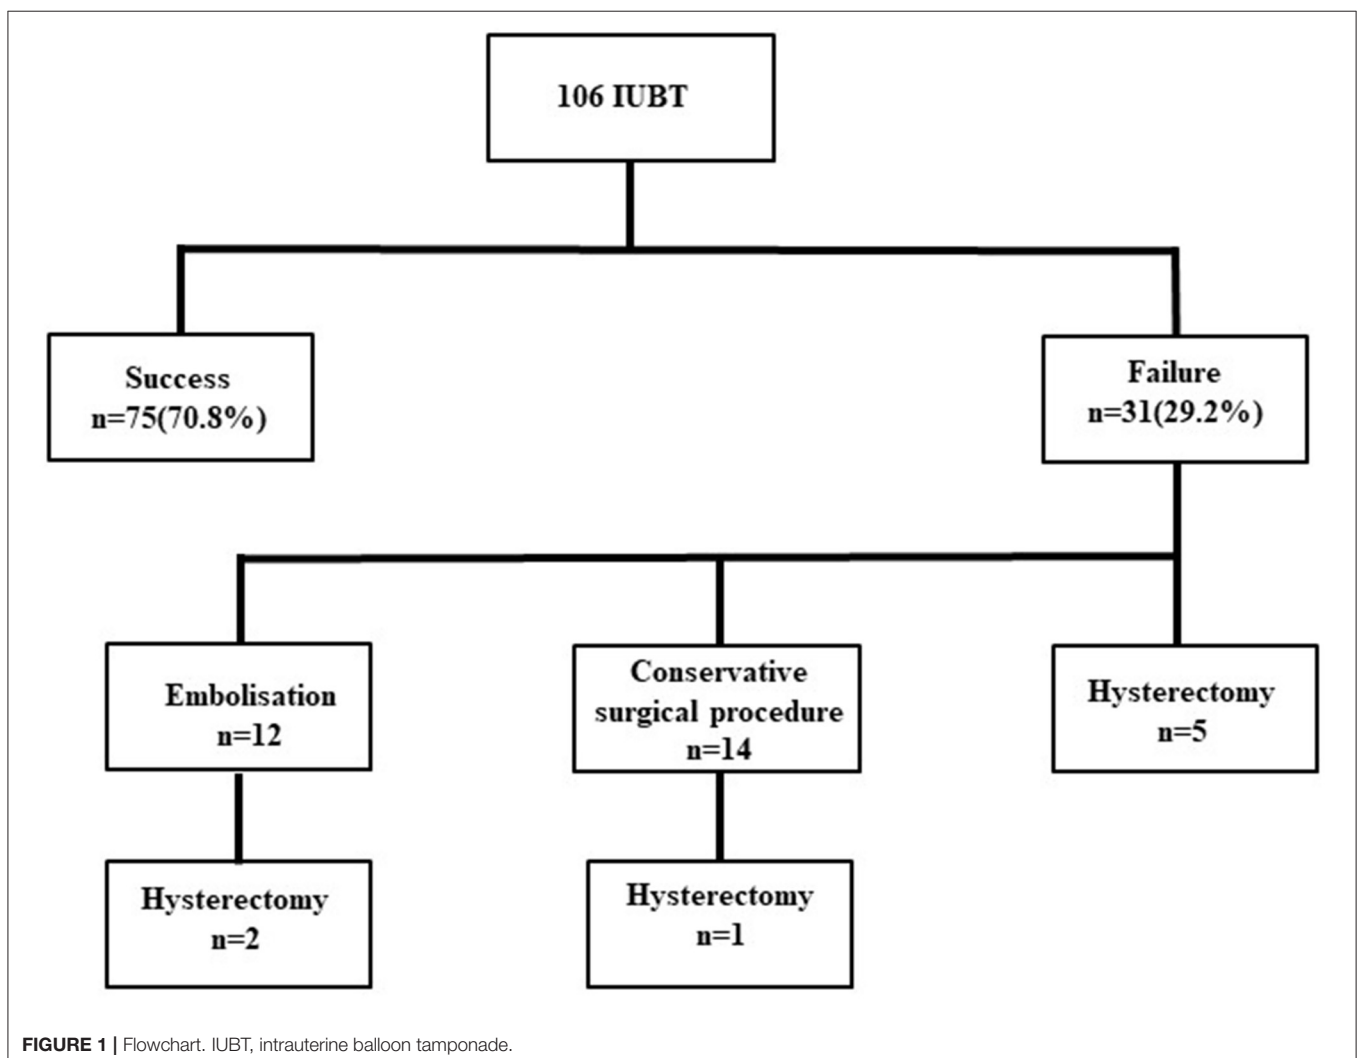 106 IUBT
Success
n=75(70.8%)
Failure
n=31(29.2%)
Embolisation
n=12
Conservative
surgical procedure
n=14
Hysterectomy
n=5
Hysterectomy
n=2
Hysterectomy
n=1
FIGURE 1 | Flowchart. IUBT, intrauterine balloon tamponade.